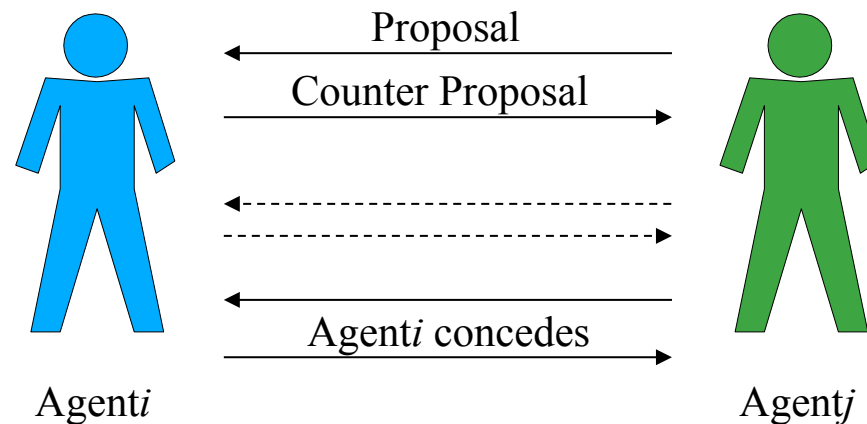 Proposal
Counter Proposal
Agenti concedes
Agenti
Agentj